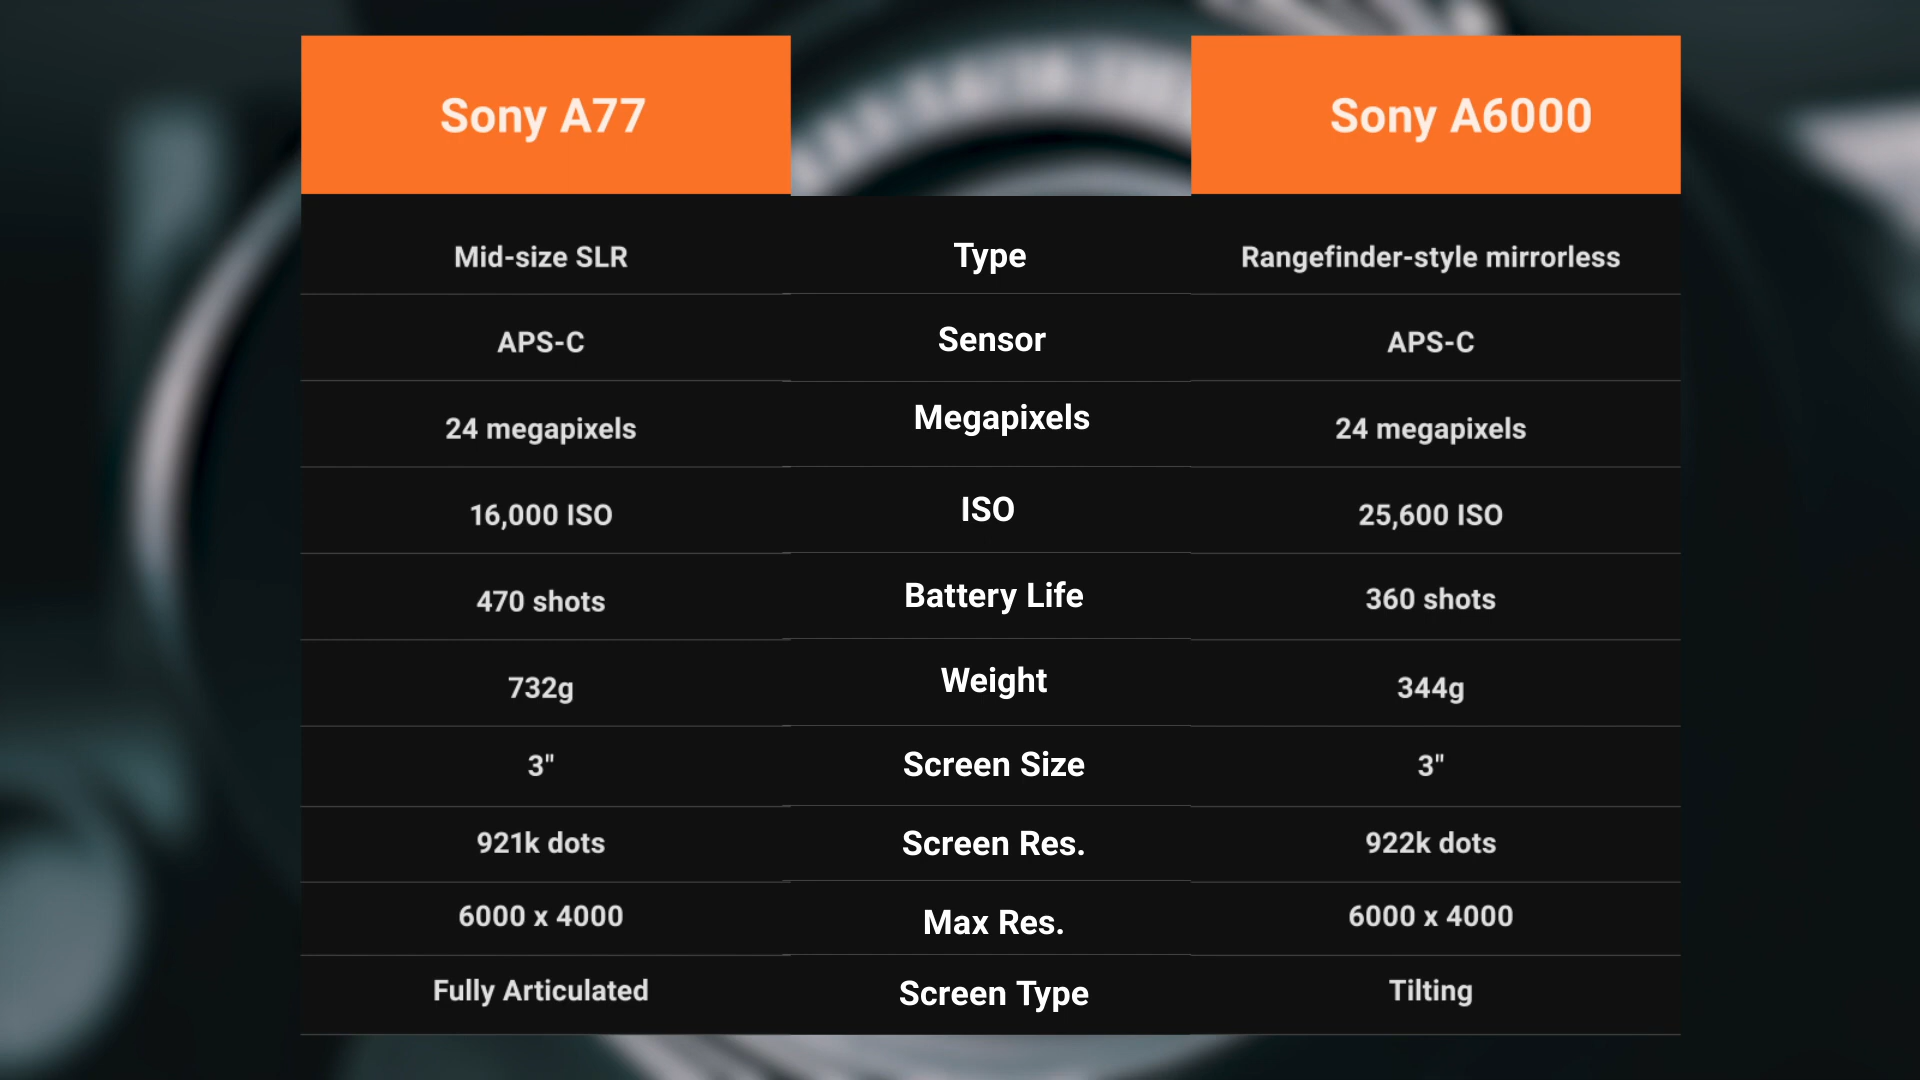 Sony A77
Sony A6000
Mid-size SLR
Type
Rangefinder-style mirrorless
APS-C
Sensor
APS-C
24 megapixels
Megapixels
24 megapixels
16,000 ISO
ISO
25,600 ISO
470 shots
Battery Life
360 shots
732g
Weight
344g
3"
Screen Size
3"
921k dots
Screen Res.
922k dots
6000 x 4000
Max Res.
6000 x 4000
Fully Articulated
Screen Type
Tilting